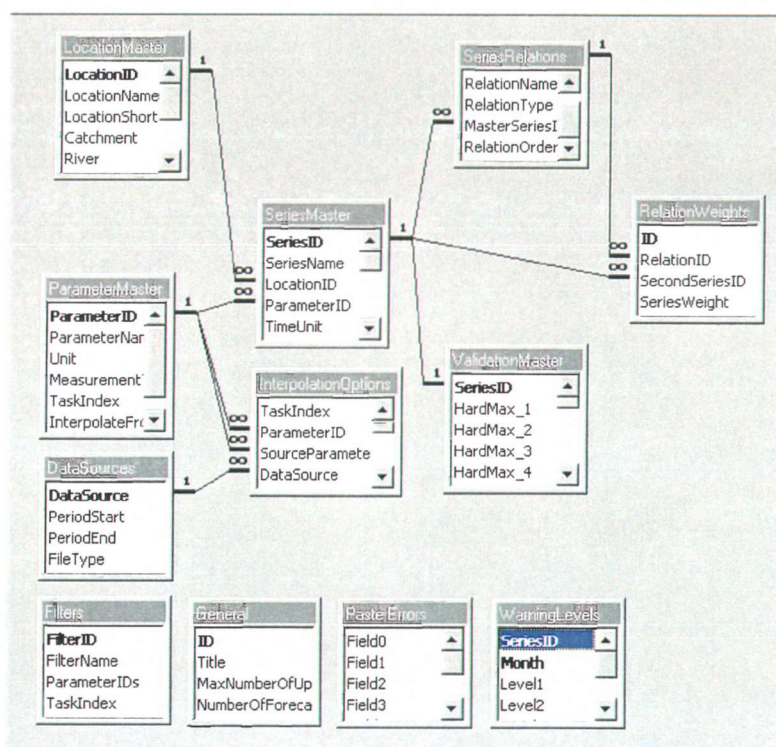 LocationMaster
LocationID
LocationName
LocationShort
Catchment
River
1
∞
SeriesRelations
RelationName
RelationType
MasterSeriesI
RelationOrder
1
∞
SeriesMaster
SeriesID
SeriesName
LocationID
ParameterID
TimeUnit
1
∞
∞
RelationWeights
ID
RelationID
SecondSeriesID
SeriesWeight
∞
∞
ParameterMaster
ParameterID
ParameterNar
Unit
Measurement
TaskIndex
InterpolateFro
1
InterpolationOptions
TaskIndex
ParameterID
SourceParamete
DataSource
∞
∞
∞
ValidationMaster
SeriesID
HardMax_1
HardMax_2
HardMax_3
HardMax_4
1
DataSources
DataSource
PeriodStart
PeriodEnd
FileType
1
Filters
FilterID
FilterName
ParameterIDs
TaskIndex
General
ID
Title
MaxNumberOfUp
NumberOfForeca
Paste Errors
Field0
Field1
Field2
Field3
WarningLevels
SeriesID
Month
Level1
Level2